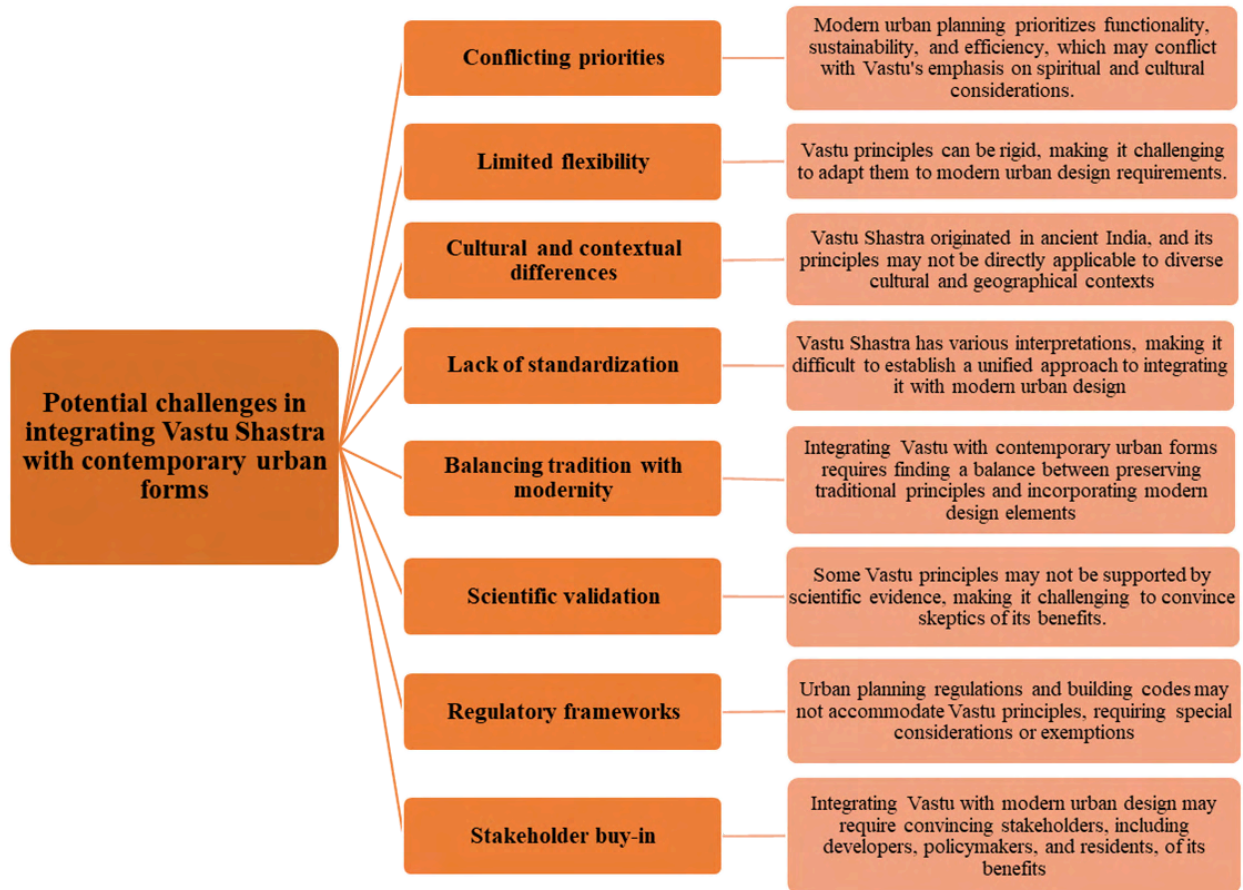 Potential challenges in
integrating Vastu Shastra
with contemporary urban
forms
Conflicting priorities
Modern urban planning prioritizes functionality,
sustainability, and efficiency, which may conflict
with Vastu's emphasis on spiritual and cultural
considerations.
Limited flexibility
Vastu principles can be rigid, making it challenging
to adapt them to modern urban design requirements.
Cultural and contextual
differences
Vastu Shastra originated in ancient India, and its
principles may not be directly applicable to diverse
cultural and geographical contexts
Lack of standardization
Vastu Shastra has various interpretations, making it
difficult to establish a unified approach to integrating
it with modern urban design
Balancing tradition with
modernity
Integrating Vastu with contemporary urban forms
requires finding a balance between preserving
traditional principles and incorporating modern
design elements
Scientific validation
Some Vastu principles may not be supported by
scientific evidence, making it challenging to convince
skeptics of its benefits.
Regulatory frameworks
Urban planning regulations and building codes may
not accommodate Vastu principles, requiring special
considerations or exemptions
Stakeholder buy-in
Integrating Vastu with modern urban design may
require convincing stakeholders, including
developers, policymakers, and residents, of its
benefits